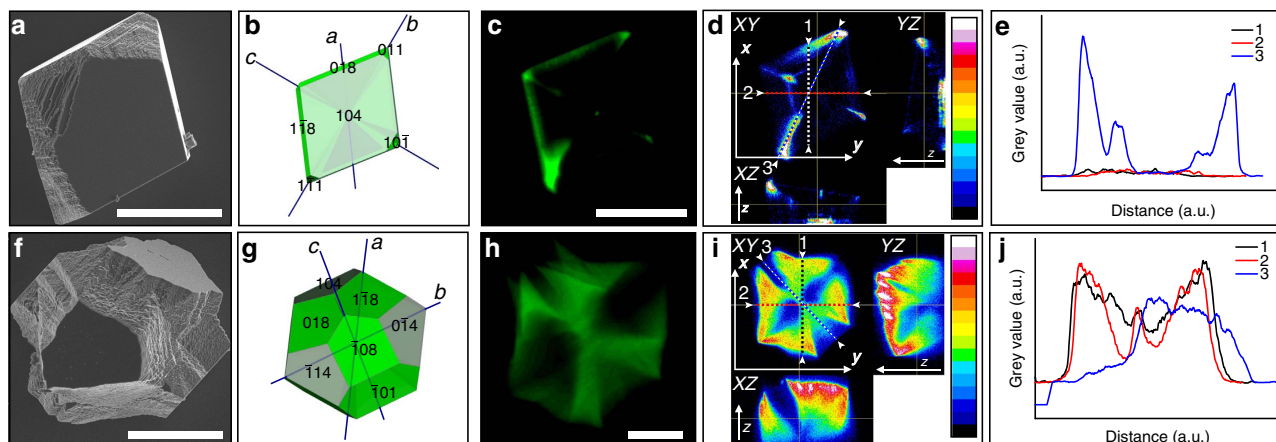 a
b
a
b
c
011
018
104
11̄8
101̄
1̄11
c
d
XY
1
YZ
x
2
y
z
3
XZ
z
e
1
2
3
Grey value (a.u.)
Distance (a.u.)
f
g
a
c
b
104
11̄8
018
01̄4
1̄08
1̄14
1̄01
h
i
XY
3
1
YZ
x
2
y
z
XZ
z
j
1
2
3
Grey value (a.u.)
Distance (a.u.)